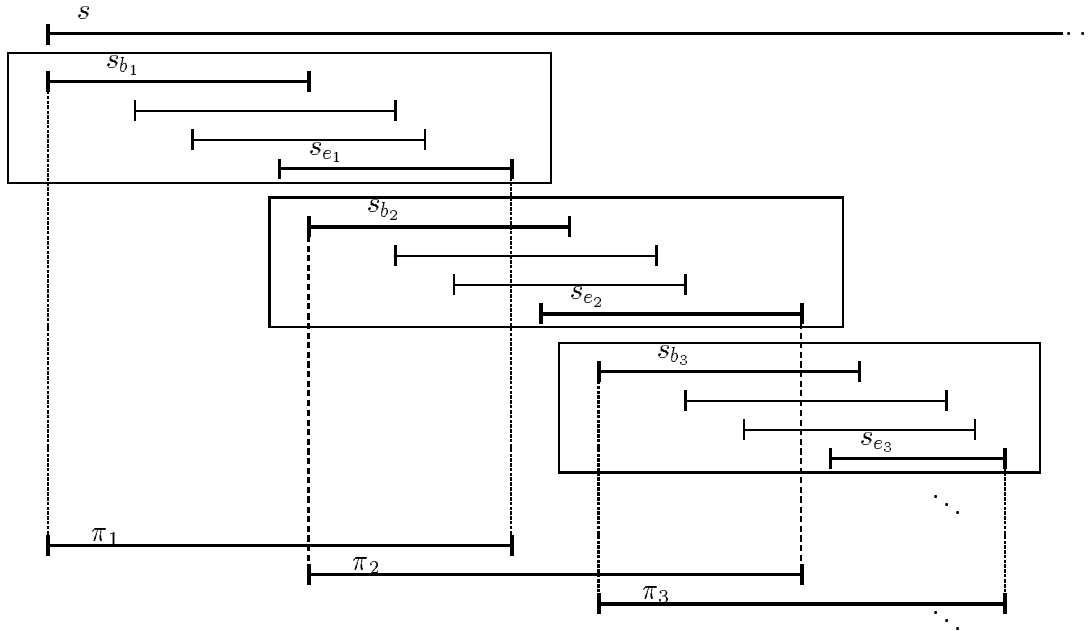 s
s_{b_1}
s_{e_1}
s_{b_2}
s_{e_2}
s_{b_3}
s_{e_3}
π_1
π_2
π_3